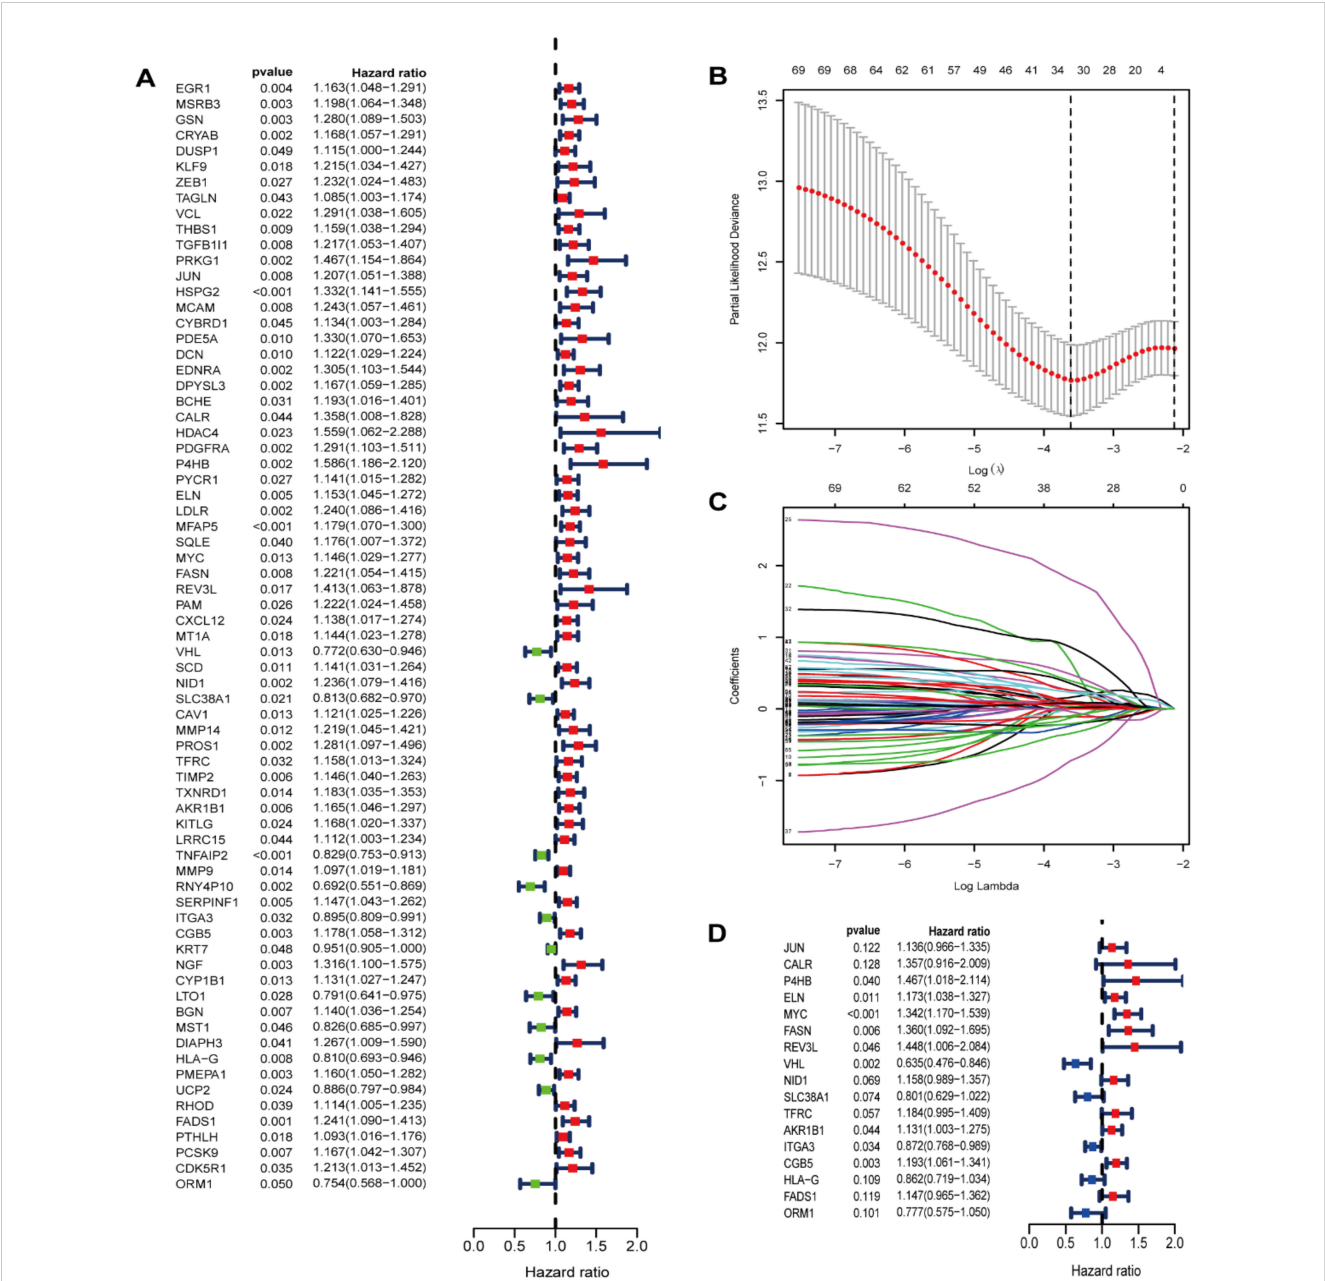 A
pvalue Hazard ratio
EGR1 0.004 1.163(1.048−1.291)
MSRB3 0.003 1.198(1.064−1.348)
GSN 0.003 1.280(1.089−1.503)
CRYAB 0.002 1.168(1.057−1.291)
DUSP1 0.049 1.115(1.000−1.244)
KLF9 0.018 1.215(1.034−1.427)
ZEB1 0.027 1.232(1.024−1.483)
TAGLN 0.043 1.085(1.003−1.174)
VCL 0.022 1.291(1.038−1.605)
THBS1 0.009 1.159(1.038−1.294)
TGFB1I1 0.008 1.217(1.053−1.407)
PRKG1 0.002 1.467(1.154−1.864)
JUN 0.008 1.207(1.051−1.388)
HSPG2 <0.001 1.332(1.141−1.555)
MCAM 0.008 1.243(1.057−1.461)
CYBRD1 0.045 1.134(1.003−1.284)
PDE5A 0.010 1.330(1.070−1.653)
DCN 0.010 1.122(1.029−1.224)
EDNRA 0.002 1.305(1.103−1.544)
DPYSL3 0.002 1.167(1.059−1.285)
BCHE 0.031 1.193(1.016−1.401)
CALR 0.044 1.358(1.008−1.828)
HDAC4 0.023 1.559(1.062−2.288)
PDGFRA 0.002 1.291(1.103−1.511)
P4HB 0.002 1.586(1.186−2.120)
PYCR1 0.027 1.141(1.015−1.282)
ELN 0.005 1.153(1.045−1.272)
LDLR 0.002 1.240(1.086−1.416)
MFAP5 <0.001 1.179(1.070−1.300)
SQLE 0.040 1.176(1.007−1.372)
MYC 0.013 1.146(1.029−1.277)
FASN 0.008 1.221(1.054−1.415)
REV3L 0.017 1.413(1.063−1.878)
PAM 0.026 1.222(1.024−1.458)
CXCL12 0.024 1.138(1.017−1.274)
MT1A 0.018 1.144(1.023−1.278)
VHL 0.013 0.772(0.630−0.946)
SCD 0.011 1.141(1.031−1.264)
NID1 0.002 1.236(1.079−1.416)
SLC38A1 0.021 0.813(0.682−0.970)
CAV1 0.013 1.121(1.025−1.226)
MMP14 0.012 1.219(1.045−1.421)
PROS1 0.002 1.281(1.097−1.496)
TFRC 0.032 1.158(1.013−1.324)
TIMP2 0.006 1.146(1.040−1.263)
TXNRD1 0.014 1.183(1.035−1.353)
AKR1B1 0.006 1.165(1.046−1.297)
KITLG 0.024 1.168(1.020−1.337)
LRRC15 0.044 1.112(1.003−1.234)
TNFAIP2 <0.001 0.829(0.753−0.913)
MMP9 0.014 1.097(1.019−1.181)
RNY4P10 0.002 0.692(0.551−0.869)
SERPINF1 0.005 1.147(1.043−1.262)
ITGA3 0.032 0.895(0.809−0.991)
CGB5 0.003 1.178(1.058−1.312)
KRT7 0.048 0.951(0.905−1.000)
NGF 0.003 1.316(1.100−1.575)
CYP1B1 0.013 1.131(1.027−1.247)
LTO1 0.028 0.791(0.641−0.975)
BGN 0.007 1.140(1.036−1.254)
MST1 0.046 0.826(0.685−0.997)
DIAPH3 0.041 1.267(1.009−1.590)
HLA−G 0.008 0.810(0.693−0.946)
PMEPA1 0.003 1.160(1.050−1.282)
UCP2 0.024 0.886(0.797−0.984)
RHOD 0.039 1.114(1.005−1.235)
FADS1 0.001 1.241(1.090−1.413)
PTHLH 0.018 1.093(1.016−1.176)
PCSK9 0.007 1.167(1.042−1.307)
CDK5R1 0.035 1.213(1.013−1.452)
ORM1 0.050 0.754(0.568−1.000)
0.0 0.5 1.0 1.5 2.0
Hazard ratio
B
69 69 68 64 62 61 57 49 46 41 34 30 28 20 4
13.5
13.0
12.5
12.0
11.5
Partial Likelihood Deviance
−7 −6 −5 −4 −3 −2
Log (λ)
C
69 62 52 38 28 0
2
1
0
−1
Coefficients
−7 −6 −5 −4 −3 −2
Log Lambda
D
pvalue Hazard ratio
JUN 0.122 1.136(0.966−1.335)
CALR 0.128 1.357(0.916−2.009)
P4HB 0.040 1.467(1.018−2.114)
ELN 0.011 1.173(1.038−1.327)
MYC <0.001 1.342(1.170−1.539)
FASN 0.006 1.360(1.092−1.695)
REV3L 0.046 1.448(1.006−2.084)
VHL 0.002 0.635(0.476−0.846)
NID1 0.069 1.158(0.989−1.357)
SLC38A1 0.074 0.801(0.629−1.022)
TFRC 0.057 1.184(0.995−1.409)
AKR1B1 0.044 1.131(1.003−1.275)
ITGA3 0.034 0.872(0.768−0.989)
CGB5 0.003 1.193(1.061−1.341)
HLA−G 0.109 0.862(0.719−1.034)
FADS1 0.119 1.147(0.965−1.362)
ORM1 0.101 0.777(0.575−1.050)
0.0 0.5 1.0 1.5 2.0
Hazard ratio